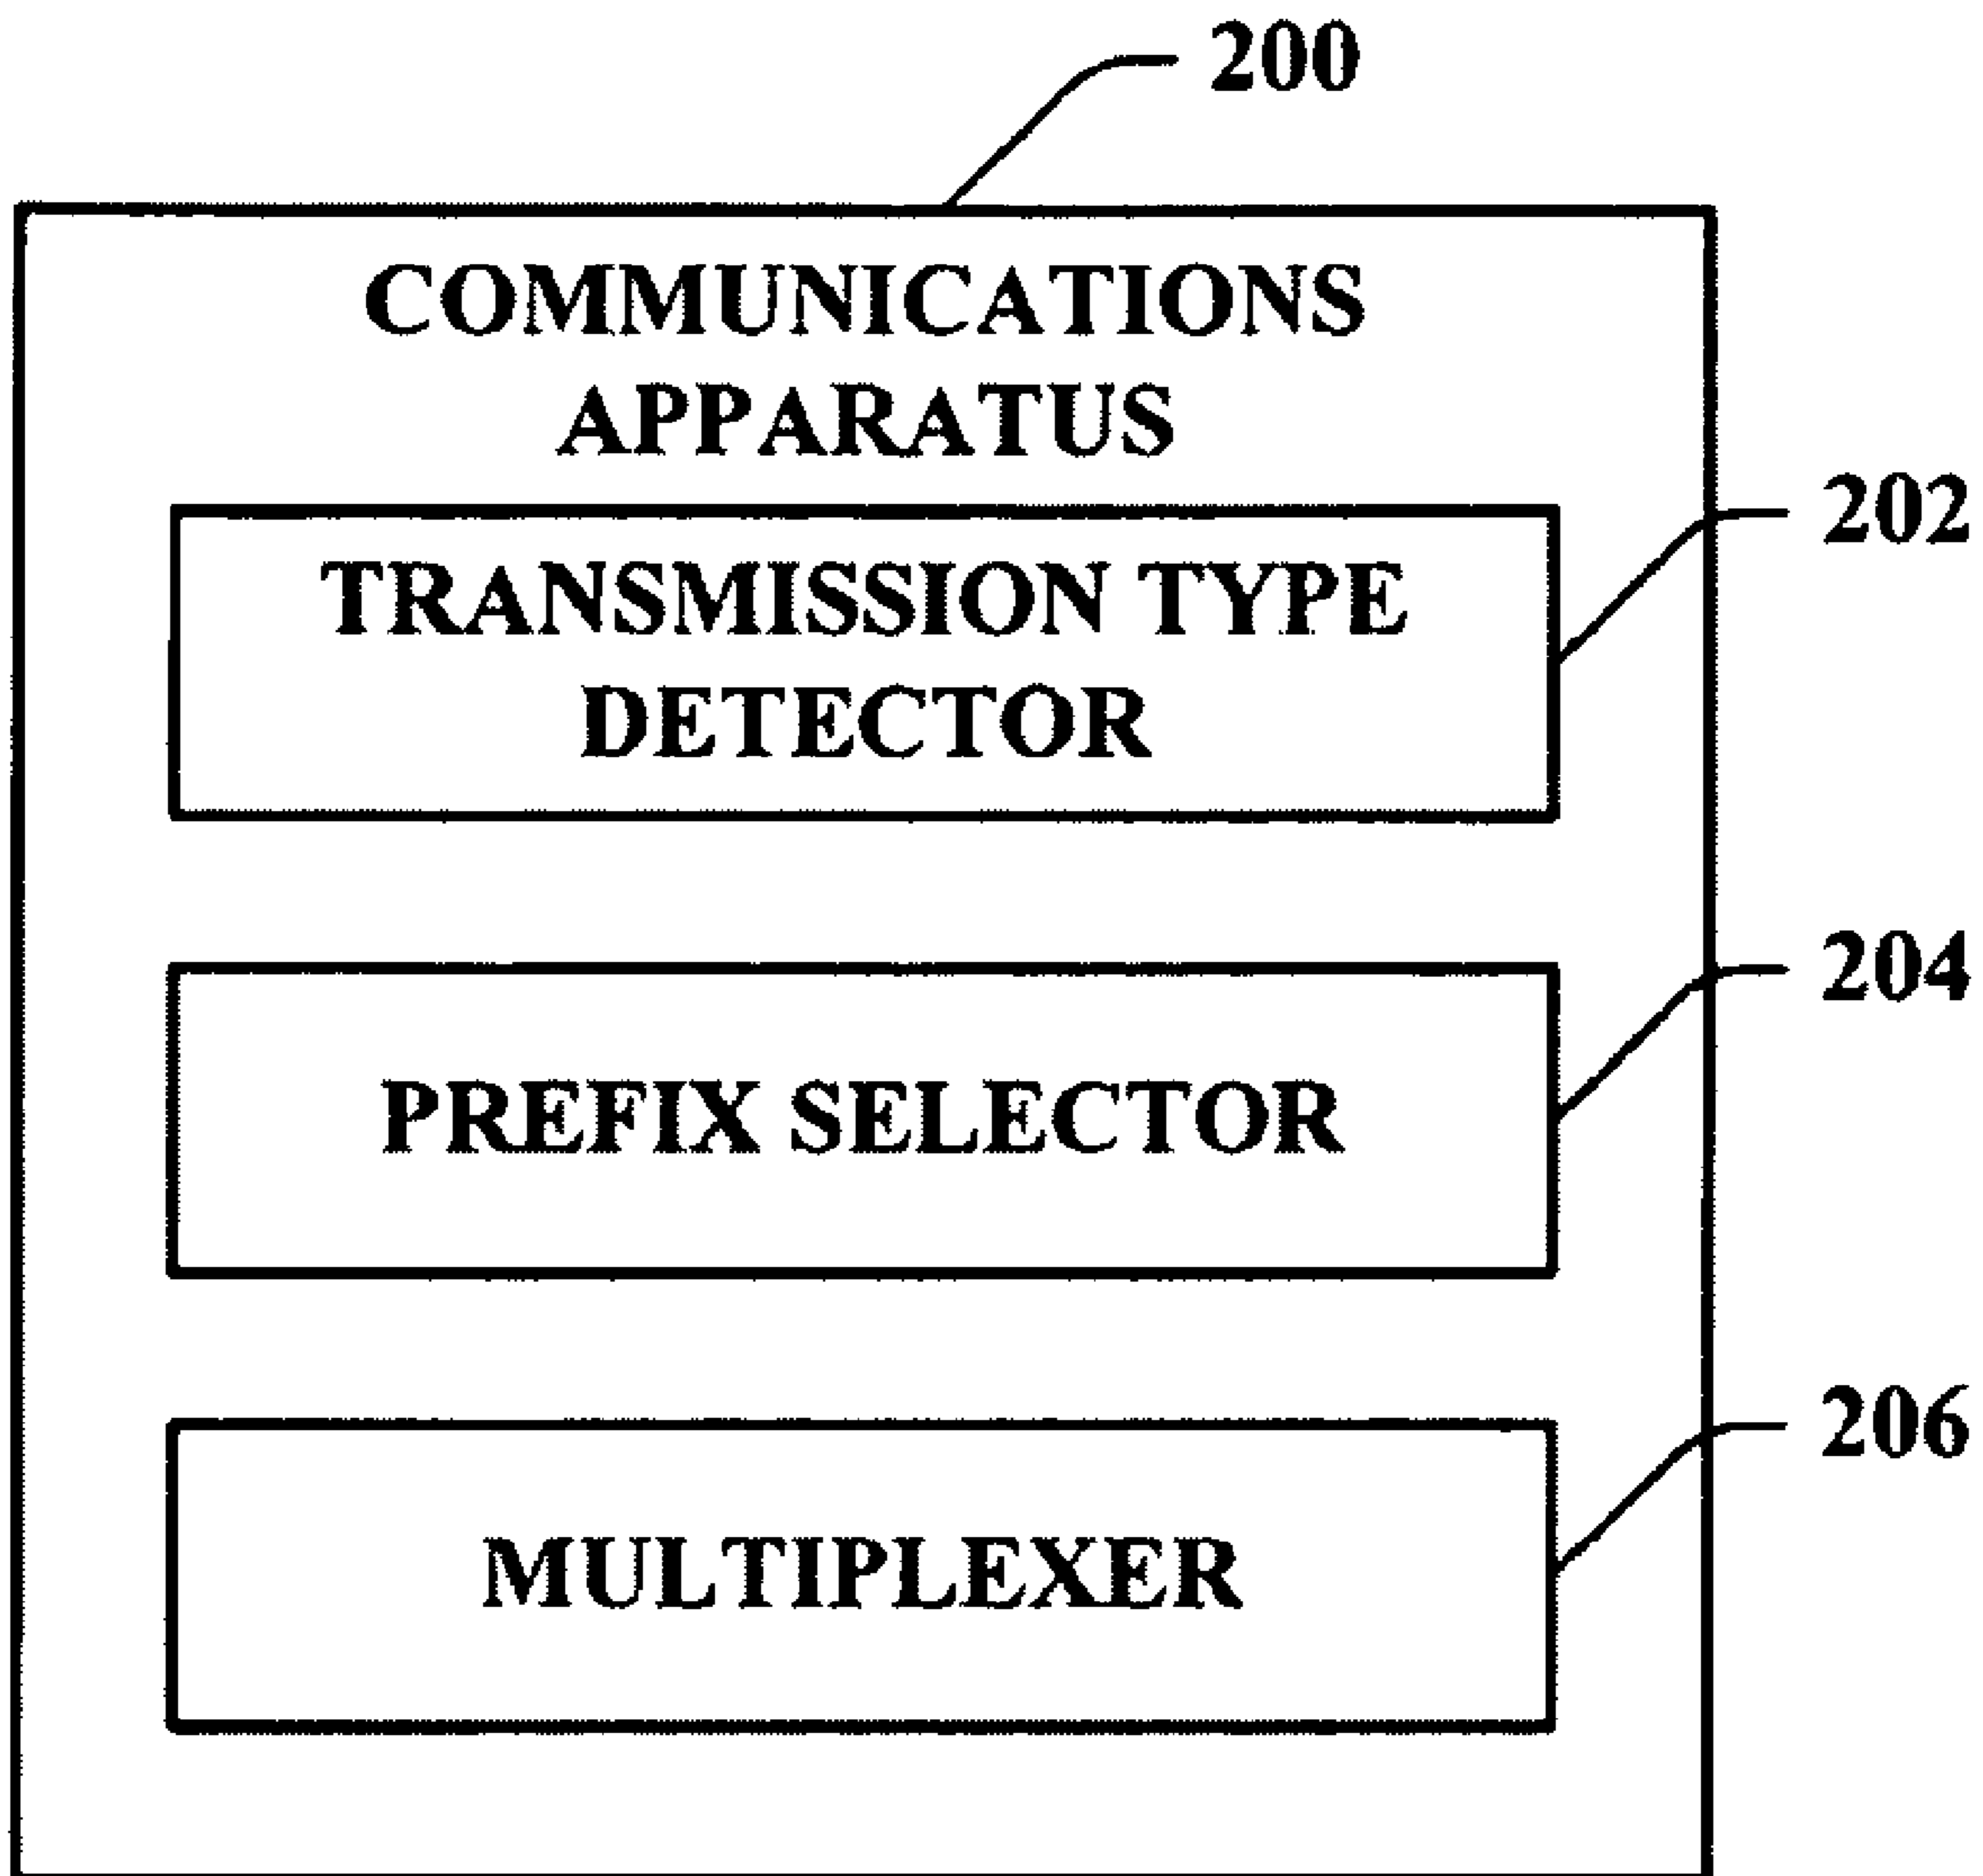 200
COMMUNICATIONS
APPARATUS
202
TRANSMISSION TYPE
DETECTOR
204
PREFIX SELECTOR
206
MULTIPLEXER